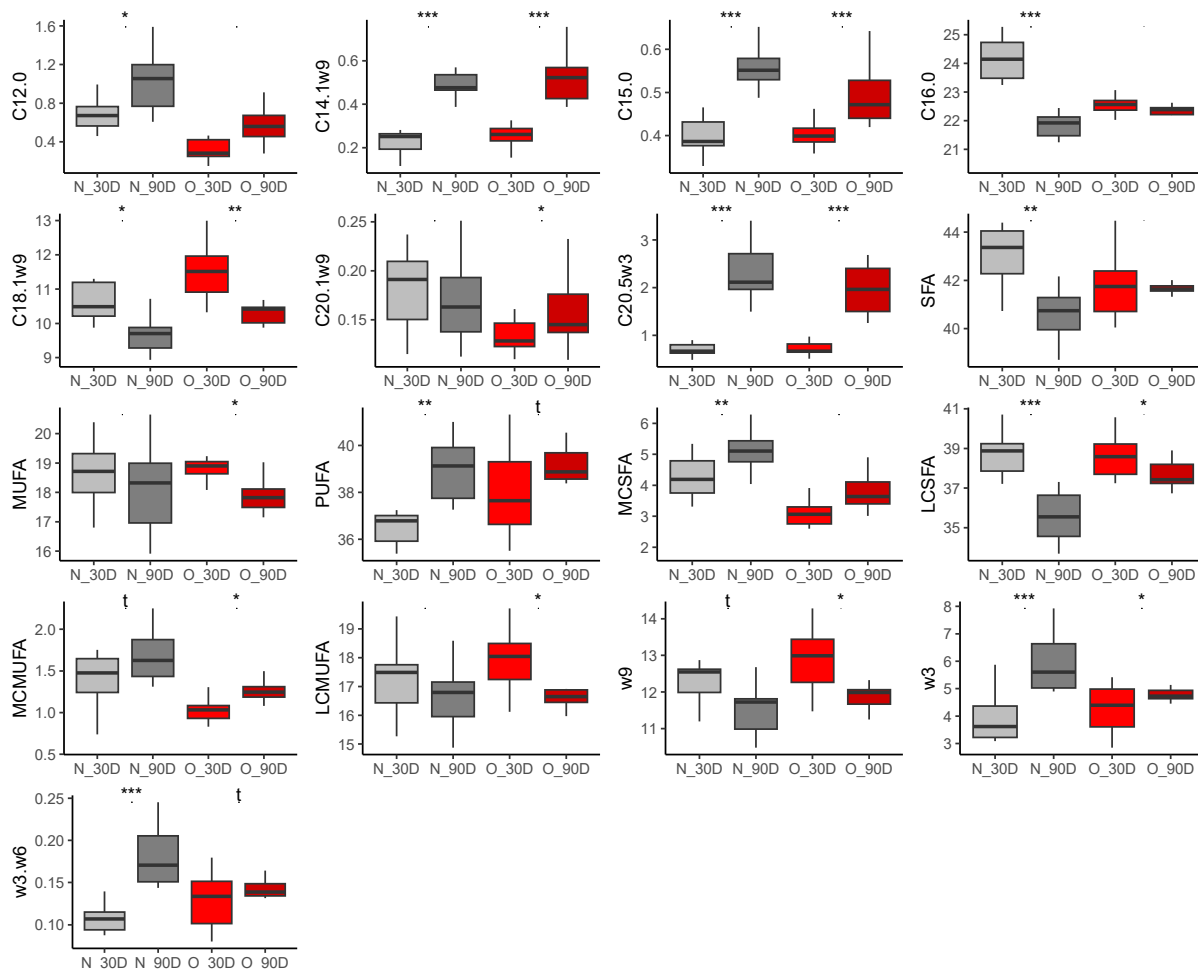 * *** *** *** *** ***
C12.0 1.6 1.2 0.8 0.4 N_30D N_90D O_30D O_90D
C14.1w9 0.6 0.4 0.2 N_30D N_90D O_30D O_90D
C15.0 0.6 0.5 0.4 N_30D N_90D O_30D O_90D
C16.0 25 24 23 22 21 N_30D N_90D O_30D O_90D
* ** * *** *** **
C18.1w9 13 12 11 10 9 N_30D N_90D O_30D O_90D
C20.1w9 0.25 0.20 0.15 N_30D N_90D O_30D O_90D
C20.5w3 3 2 1 N_30D N_90D O_30D O_90D
SFA 44 42 40 N_30D N_90D O_30D O_90D
* ** t ** *** *
MUFA 20 19 18 17 16 N_30D N_90D O_30D O_90D
PUFA 40 38 36 N_30D N_90D O_30D O_90D
MCSFA 6 5 4 3 2 N_30D N_90D O_30D O_90D
LCSFA 41 39 37 35 N_30D N_90D O_30D O_90D
t * * t * *** *
MCMUFA 2.0 1.5 1.0 0.5 N_30D N_90D O_30D O_90D
LCMUFA 19 18 17 16 15 N_30D N_90D O_30D O_90D
w9 14 13 12 11 N_30D N_90D O_30D O_90D
w3 8 7 6 5 4 3 N_30D N_90D O_30D O_90D
*** t
w3.w6 0.25 0.20 0.15 0.10 N_30D N_90D O_30D O_90D